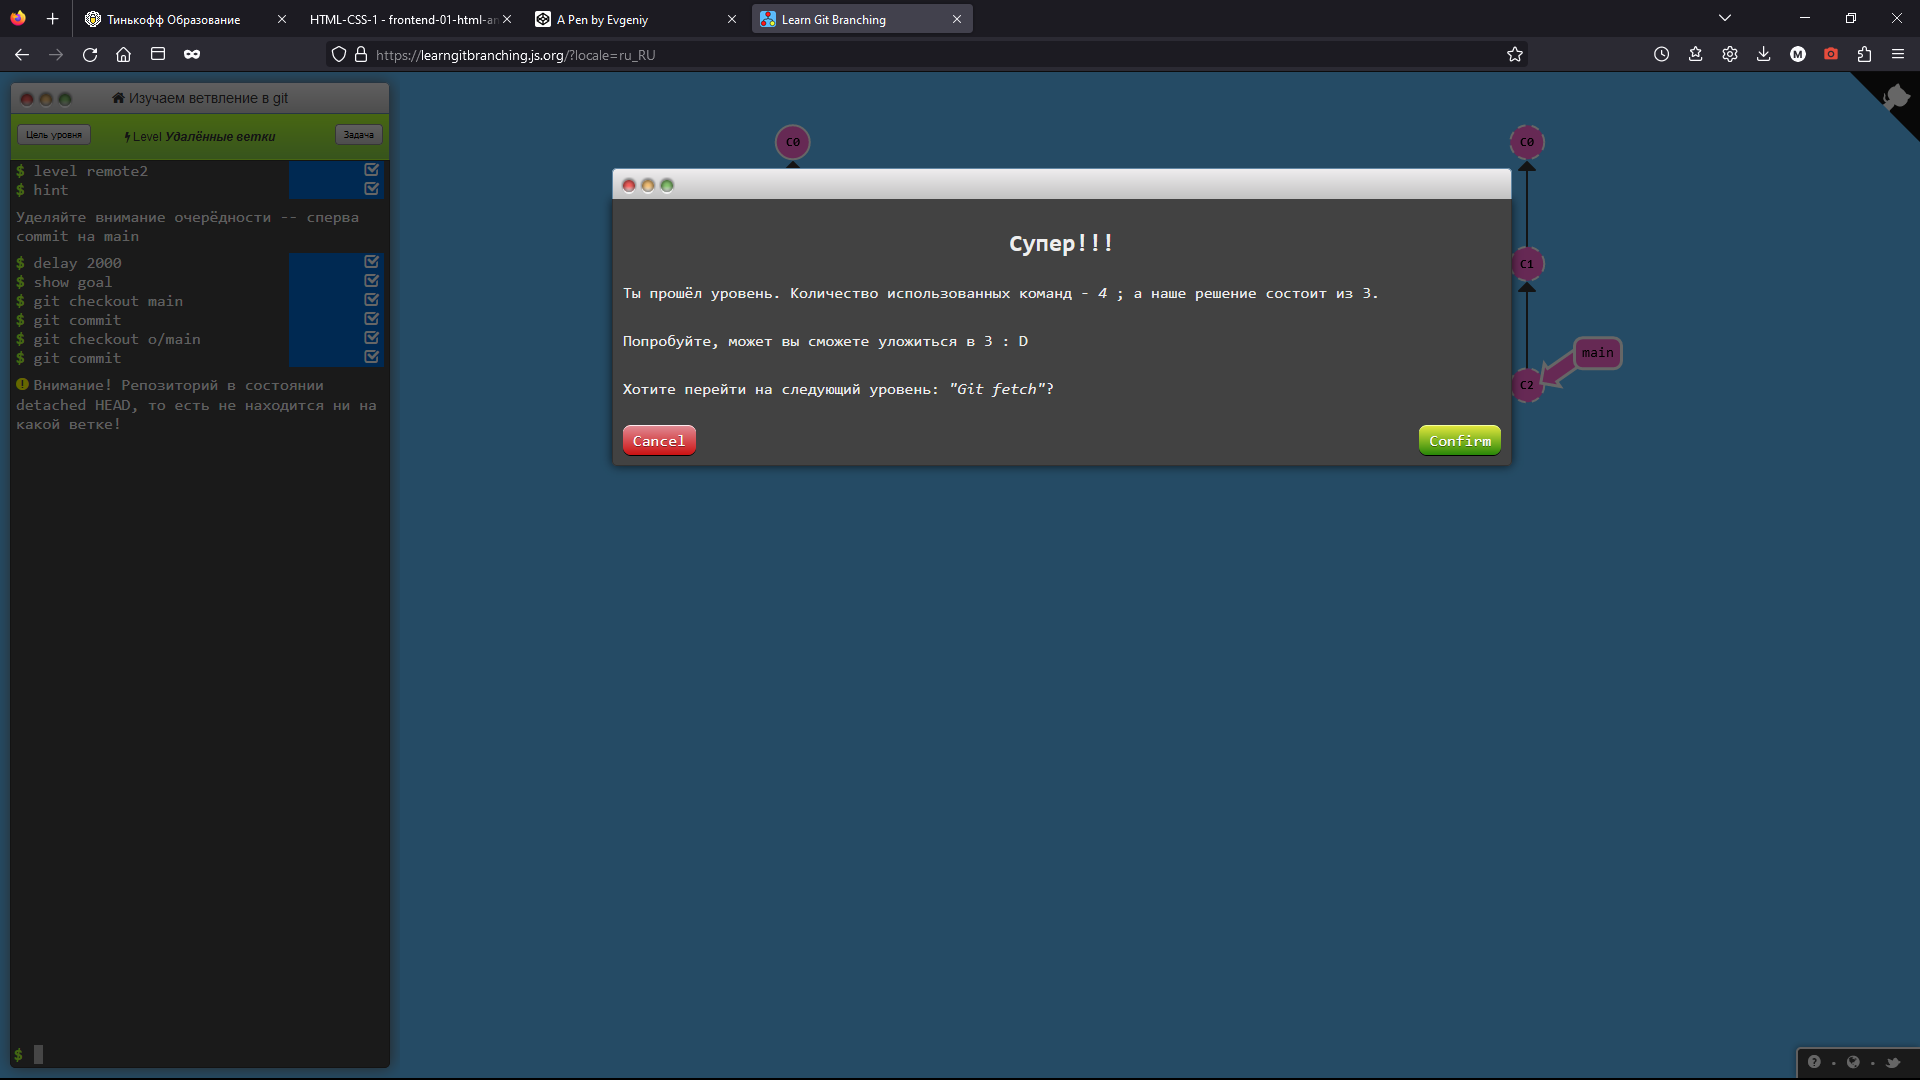 Тинькофф Образование
HTML-CSS-1 - frontend-01-html-an
A Pen by Evgeniy
Learn Git Branching
https://learngitbranching.js.org/?locale=ru_RU
M
Изучаем ветвление в git
Цель уровня
Level Удалённые ветки
Задача
$ level remote2
$ hint
Уделяйте внимание очерёдности -- сперва
commit на main
$ delay 2000
$ show goal
$ git checkout main
$ git commit
$ git checkout o/main
$ git commit
Внимание! Репозиторий в состоянии
detached HEAD, то есть не находится ни на
какой ветке!
$
C0
C0
C1
C2
main
Супер!!!
Ты прошёл уровень. Количество использованных команд - 4 ; а наше решение состоит из 3.
Попробуйте, может вы сможете уложиться в 3 : D
Хотите перейти на следующий уровень: "Git fetch"?
Cancel
Confirm